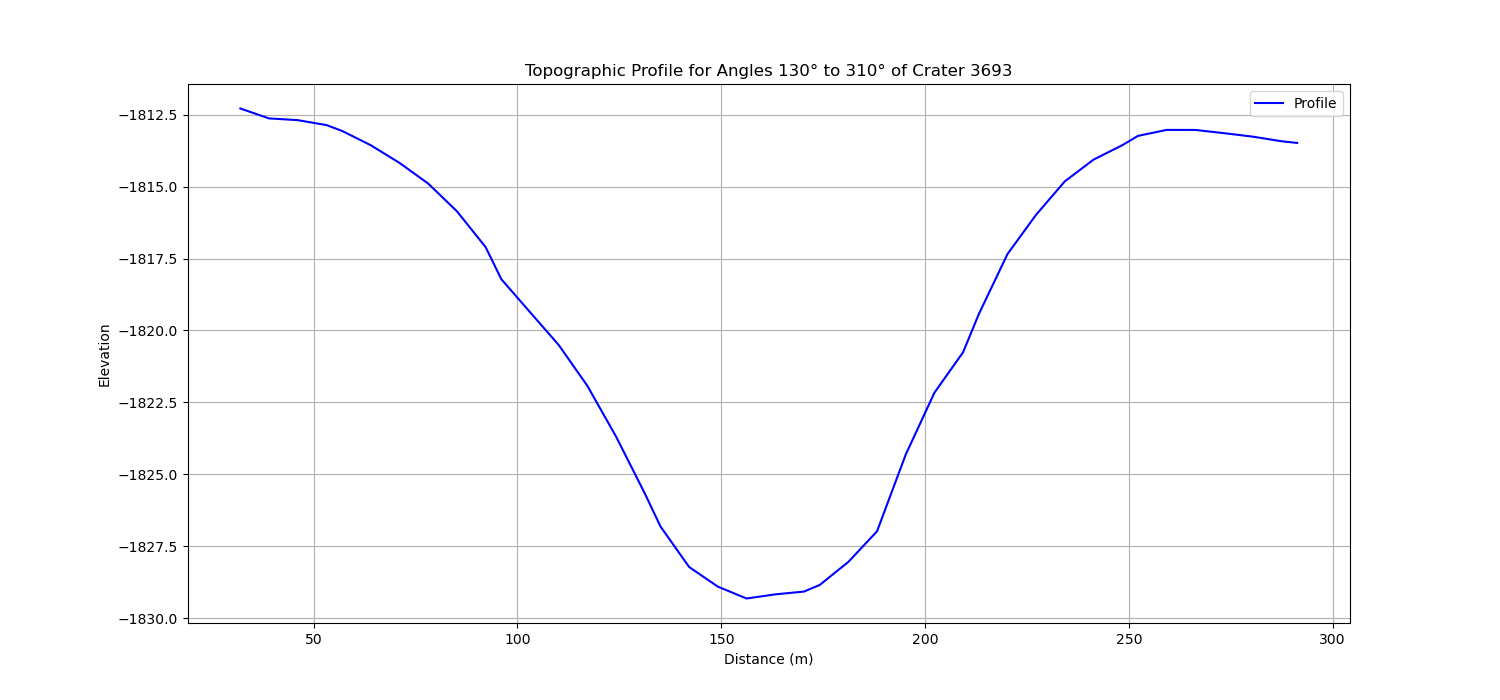 Topographic Profile for Angles 130° to 310° of Crater 3693
Profile
−1812.5
−1815.0
−1817.5
−1820.0
−1822.5
−1825.0
−1827.5
−1830.0
Elevation
50 100 150 200 250 300
Distance (m)